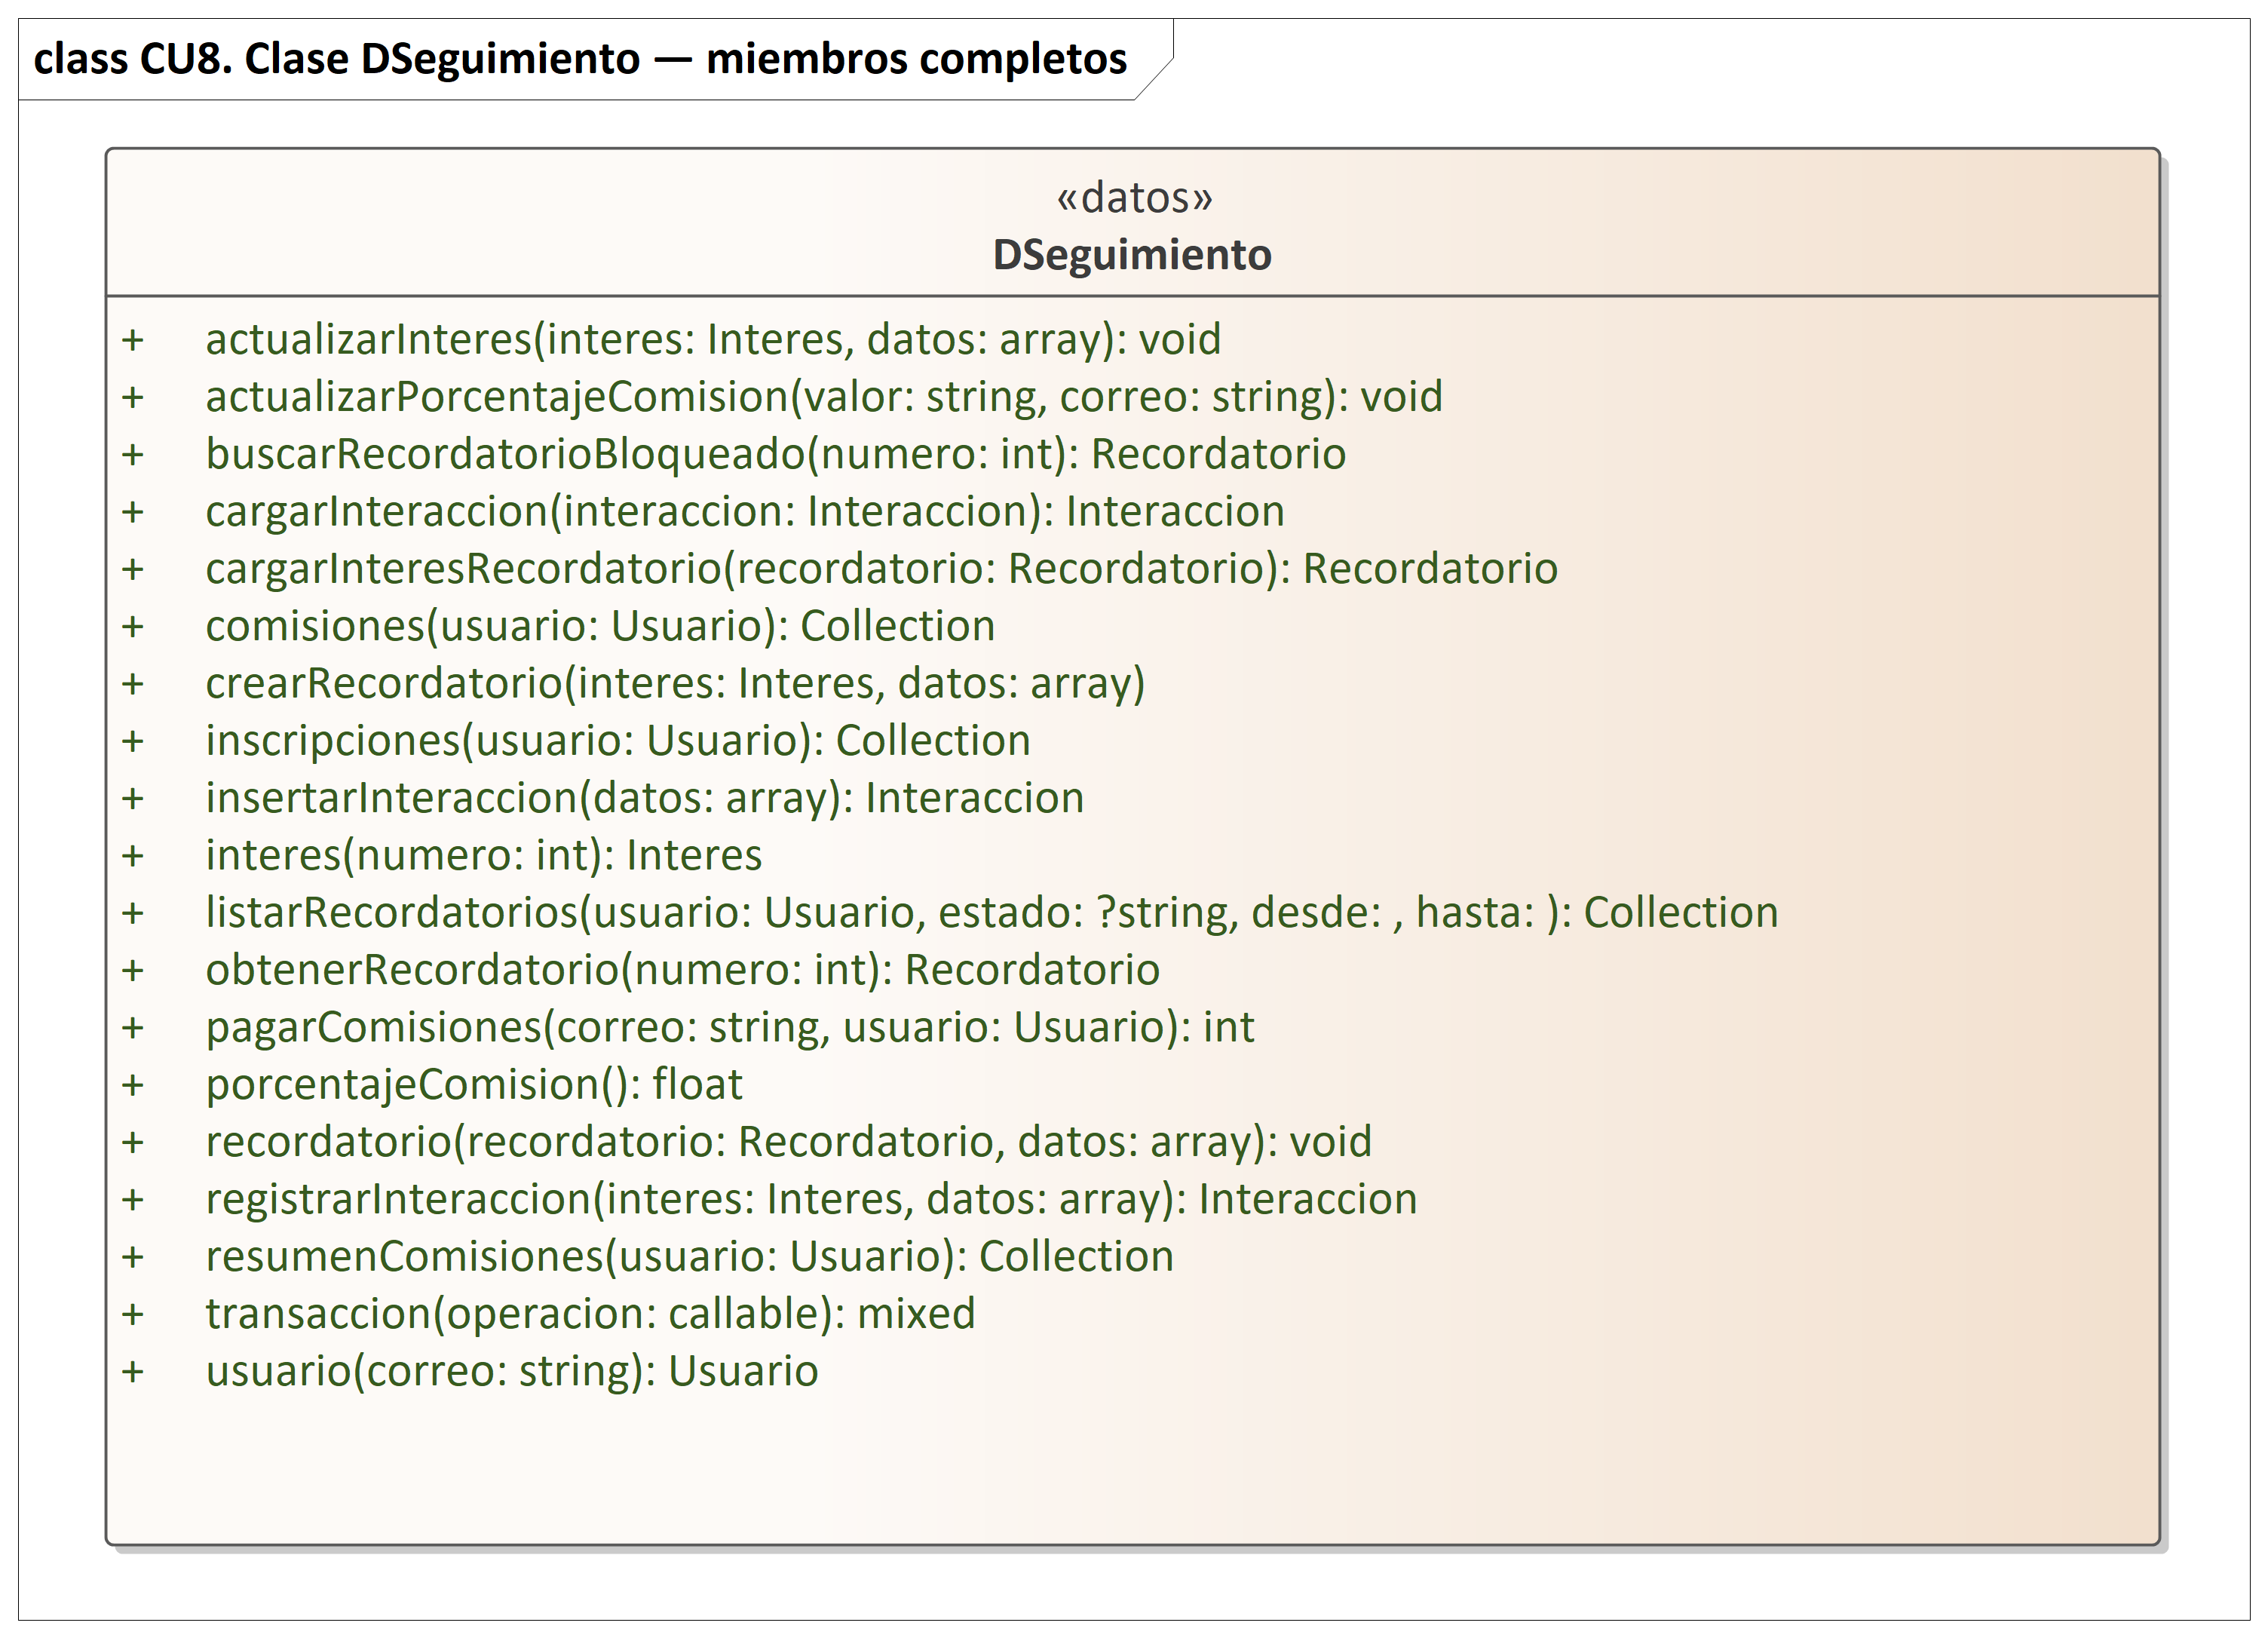 class CU8. Clase DSeguimiento — miembros completos
«datos»
DSeguimiento
+ actualizarInteres(interes: Interes, datos: array): void
+ actualizarPorcentajeComision(valor: string, correo: string): void
+ buscarRecordatorioBloqueado(numero: int): Recordatorio
+ cargarInteraccion(interaccion: Interaccion): Interaccion
+ cargarInteresRecordatorio(recordatorio: Recordatorio): Recordatorio
+ comisiones(usuario: Usuario): Collection
+ crearRecordatorio(interes: Interes, datos: array)
+ inscripciones(usuario: Usuario): Collection
+ insertarInteraccion(datos: array): Interaccion
+ interes(numero: int): Interes
+ listarRecordatorios(usuario: Usuario, estado: ?string, desde: , hasta: ): Collection
+ obtenerRecordatorio(numero: int): Recordatorio
+ pagarComisiones(correo: string, usuario: Usuario): int
+ porcentajeComision(): float
+ recordatorio(recordatorio: Recordatorio, datos: array): void
+ registrarInteraccion(interes: Interes, datos: array): Interaccion
+ resumenComisiones(usuario: Usuario): Collection
+ transaccion(operacion: callable): mixed
+ usuario(correo: string): Usuario